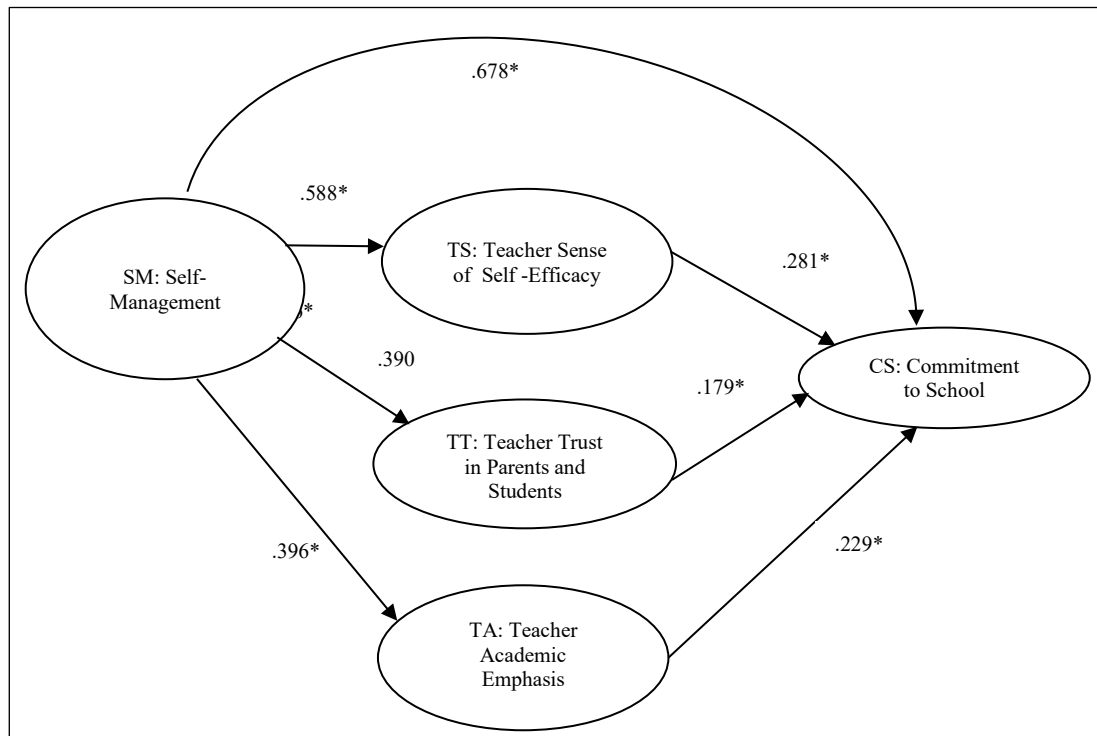 .678*
.588*
TS: Teacher Sense
of Self -Efficacy
.281*
SM: Self-
Management
*
.390
CS: Commitment
to School
.179*
TT: Teacher Trust
in Parents and
Students
.396*
.229*
TA: Teacher
Academic
Emphasis